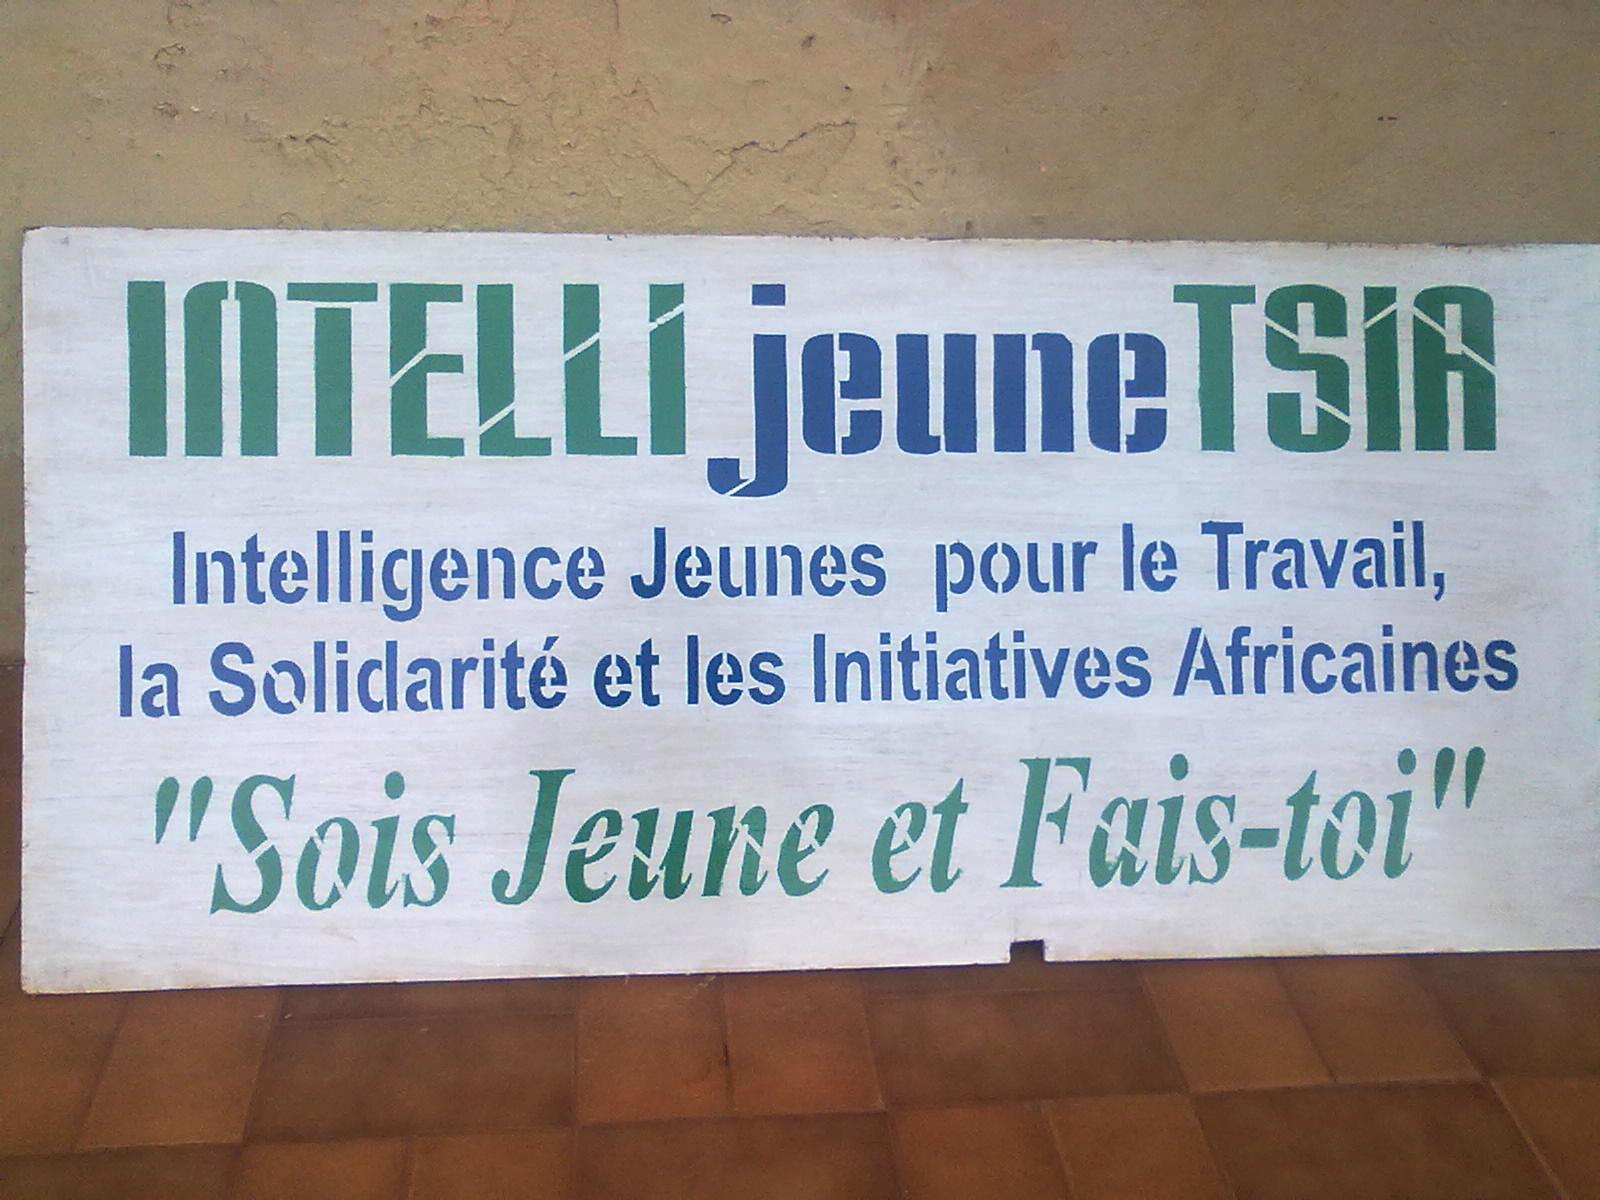 INTELLI jeuneTSIA
Intelligence Jeunes pour le Travail,
la Solidarité et les Initiatives Africaines
"Sois Jeune et Fais-toi"